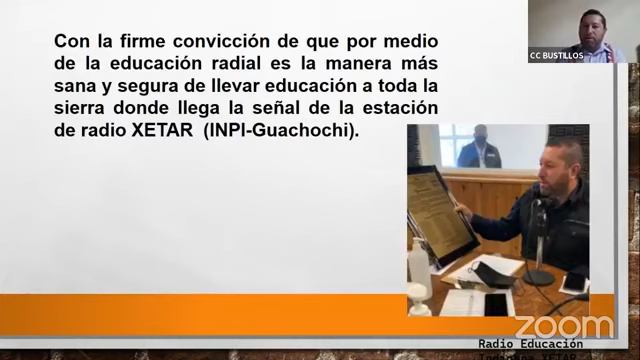 Con la firme convicción de que por medio
de la educación radial es la manera más
sana y segura de llevar educación a toda la
sierra donde llega la señal de la estación
de radio XETAR (INPI-Guachochi).
CC BUSTILLOS
zoom
Radio Educación
Indígena XETAR